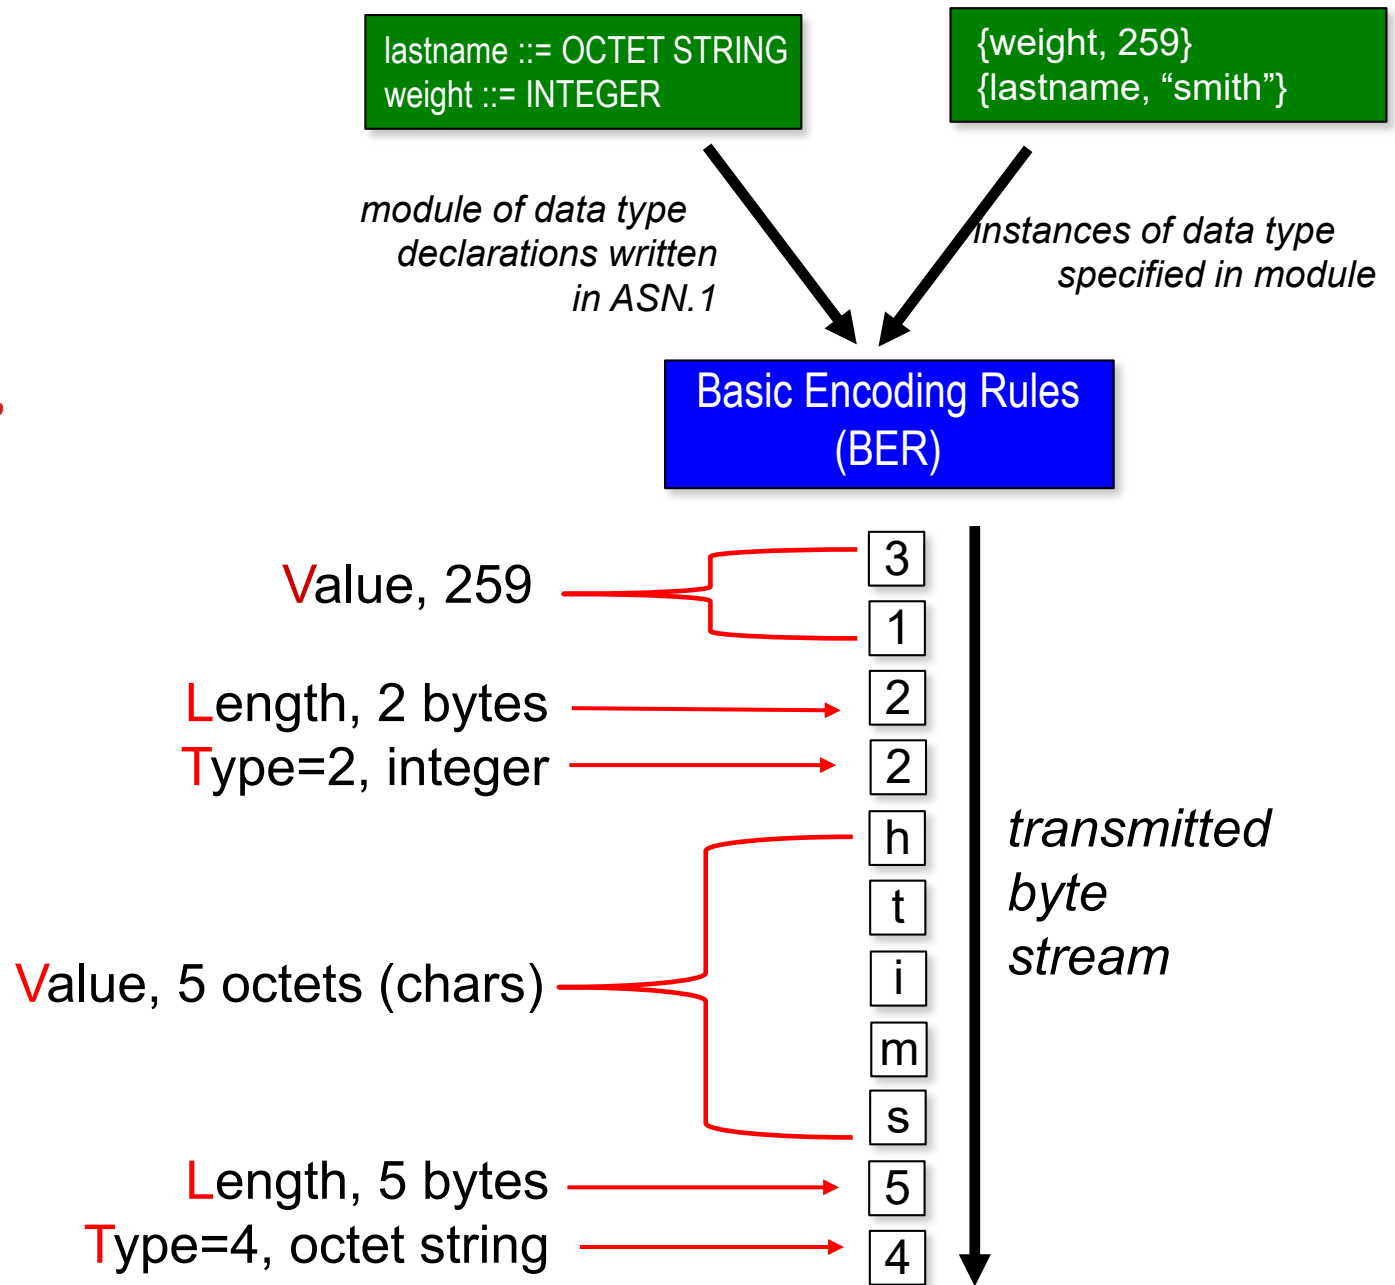 lastname ::= OCTET STRING
weight ::= INTEGER
{weight, 259}
{lastname, “smith”}
module of data type
declarations written
in ASN.1
instances of data type
specified in module
Basic Encoding Rules
(BER)
Value, 259
3
1
Length, 2 bytes
2
Type=2, integer
2
h
t
i
m
s
Value, 5 octets (chars)
transmitted
byte
stream
Length, 5 bytes
5
Type=4, octet string
4